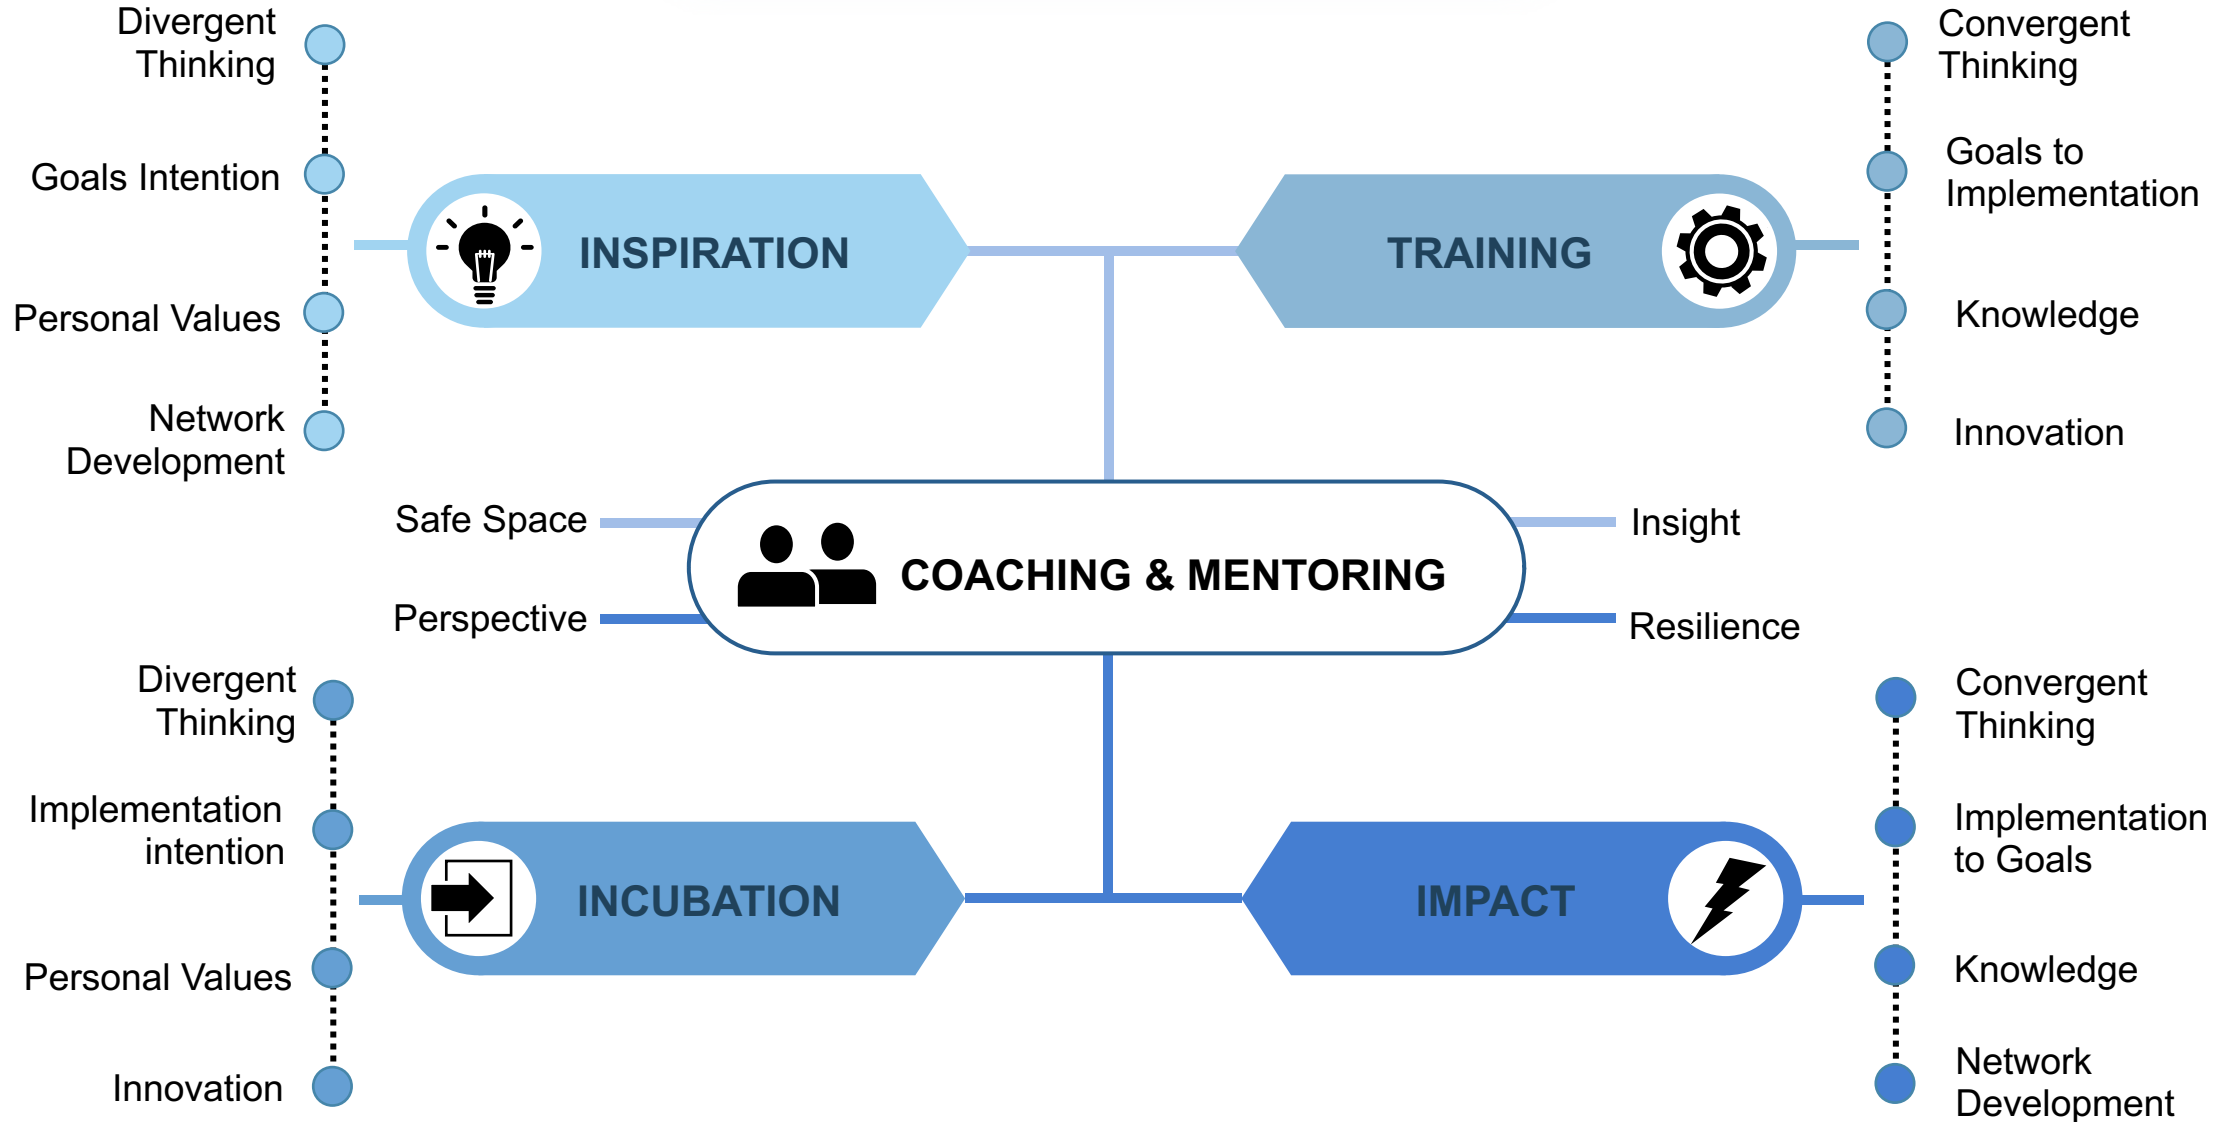 Divergent
Thinking
Goals Intention
Personal Values
Network
Development
INSPIRATION
TRAINING
Convergent
Thinking
Goals to
Implementation
Knowledge
Innovation
Safe Space
Perspective
COACHING & MENTORING
Insight
Resilience
Divergent
Thinking
Implementation
intention
Personal Values
Innovation
INCUBATION
IMPACT
Convergent
Thinking
Implementation
to Goals
Knowledge
Network
Development